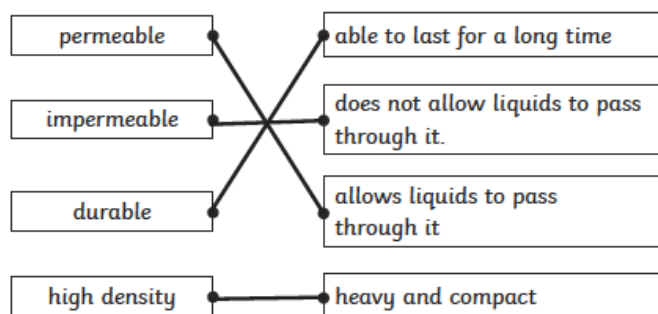 permeable
able to last for a long time
impermeable
does not allow liquids to pass
through it.
durable
allows liquids to pass
through it
high density
heavy and compact